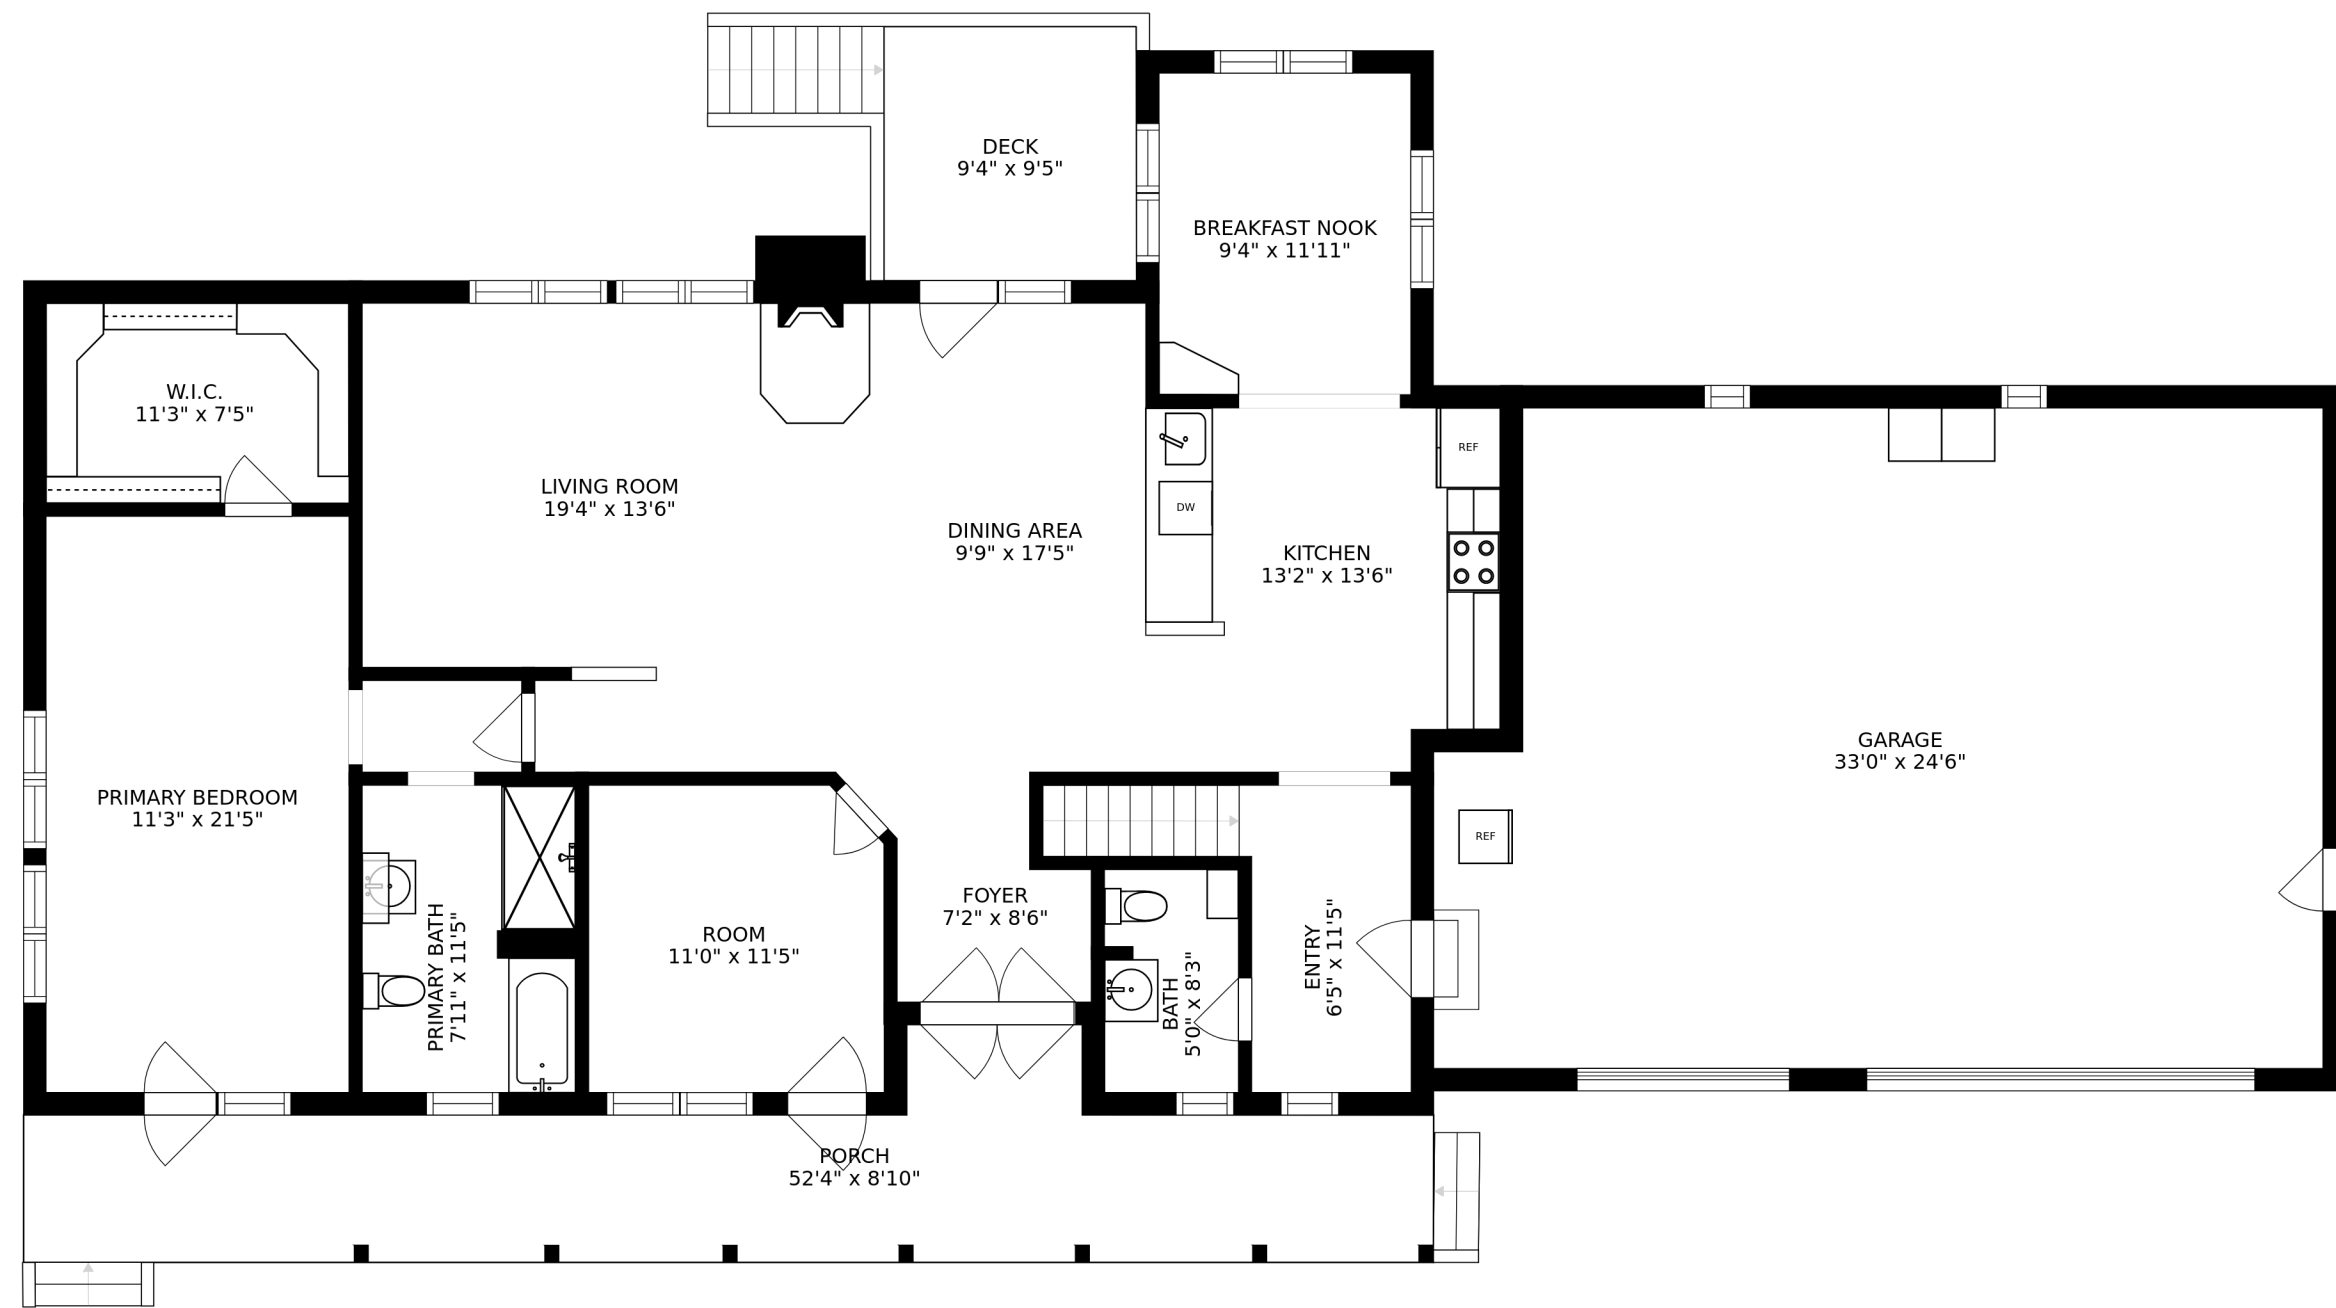 DECK
9'4" x 9'5"
BREAKFAST NOOK
9'4" x 11'11"
W.I.C.
11'3" x 7'5"
LIVING ROOM
19'4" x 13'6"
DINING AREA
9'9" x 17'5"
KITCHEN
13'2" x 13'6"
REF
DW
GARAGE
33'0" x 24'6"
REF
PRIMARY BEDROOM
11'3" x 21'5"
PRIMARY BATH
7'11" x 11'5"
ROOM
11'0" x 11'5"
FOYER
7'2" x 8'6"
BATH
5'0" x 8'3"
ENTRY
6'5" x 11'5"
PORCH
52'4" x 8'10"